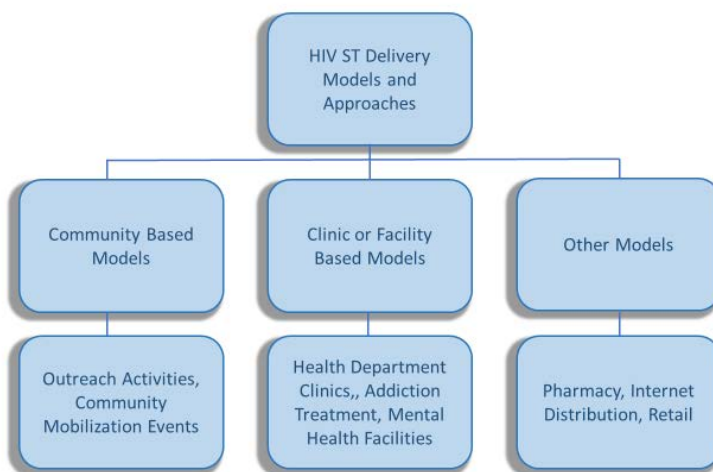 HIV ST Delivery
Models and
Approaches
Community Based
Models
Clinic or Facility
Based Models
Other Models
Outreach Activities,
Community
Mobilization Events
Health Department
Clinics,, Addiction
Treatment, Mental
Health Facilities
Pharmacy, Internet
Distribution, Retail